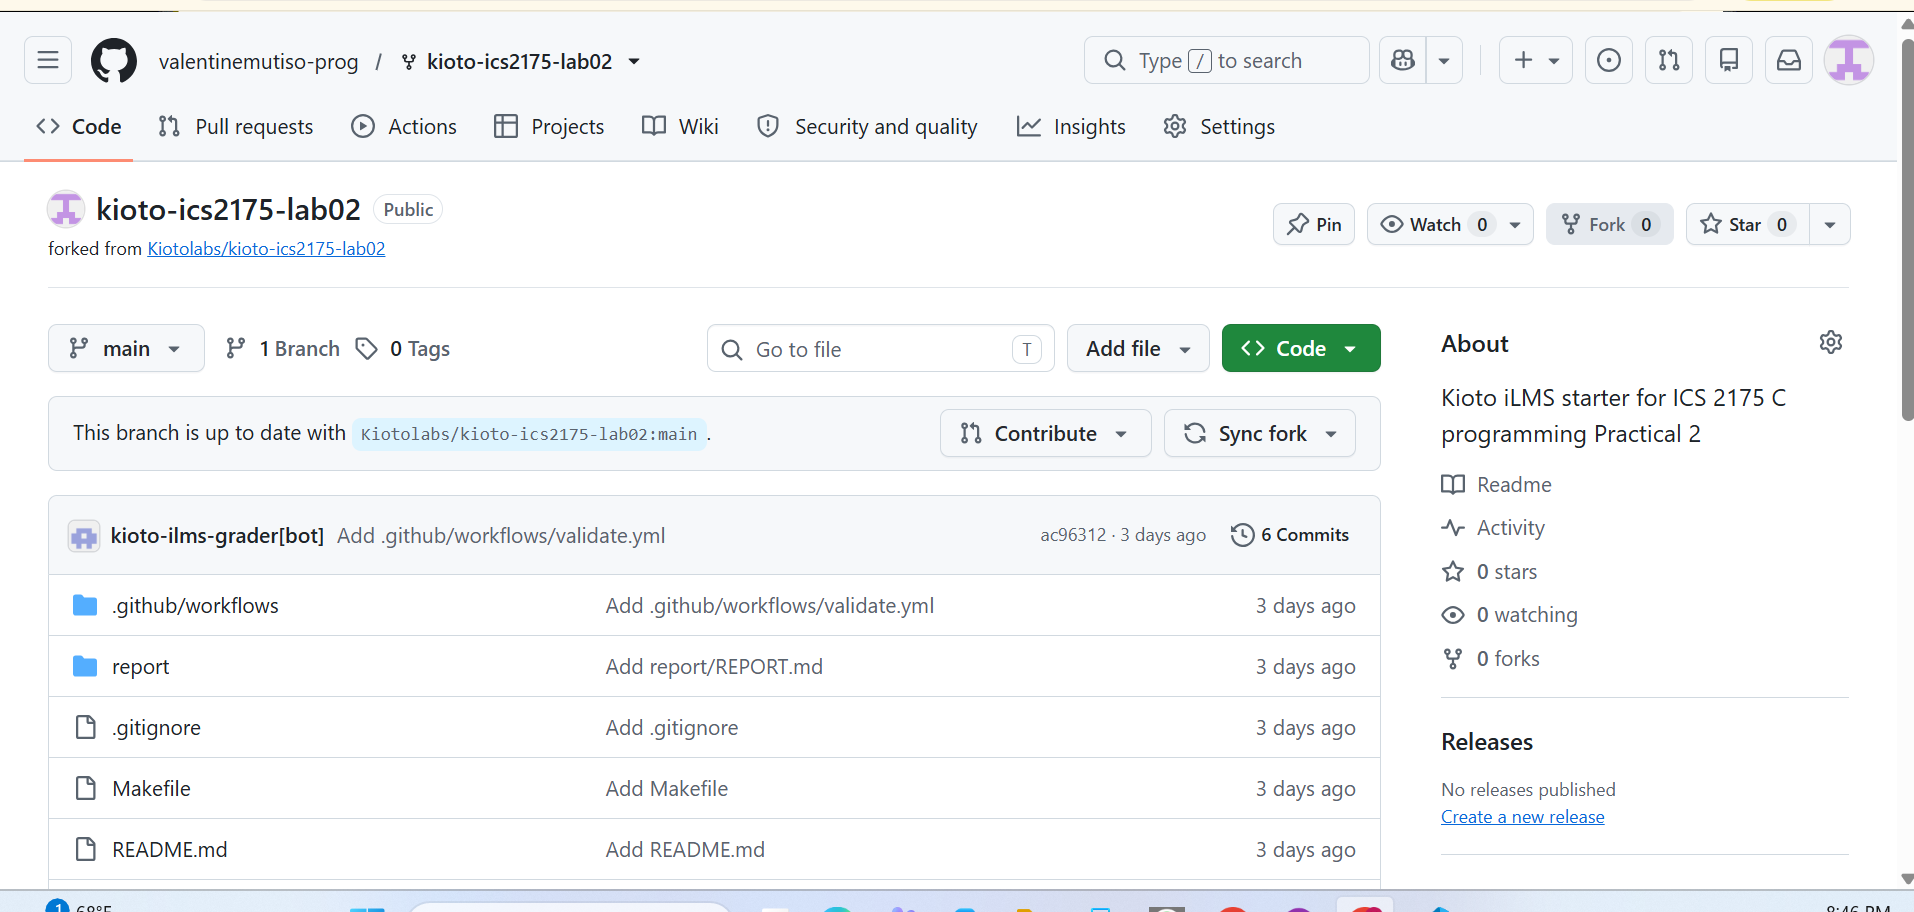 valentinemutiso-prog / kioto-ics2175-lab02
Type / to search
Code Pull requests Actions Projects Wiki Security and quality Insights Settings
kioto-ics2175-lab02 Public
forked from Kiotolabs/kioto-ics2175-lab02
Pin Watch 0 Fork 0 Star 0
main 1 Branch 0 Tags
Go to file T
Add file Code
This branch is up to date with Kiotolabs/kioto-ics2175-lab02:main .
Contribute Sync fork
kioto-ilms-grader[bot] Add .github/workflows/validate.yml ac96312 · 3 days ago 6 Commits
.github/workflows Add .github/workflows/validate.yml 3 days ago
report Add report/REPORT.md 3 days ago
.gitignore Add .gitignore 3 days ago
Makefile Add Makefile 3 days ago
README.md Add README.md 3 days ago
About
Kioto iLMS starter for ICS 2175 C
programming Practical 2
Readme
Activity
0 stars
0 watching
0 forks
Releases
No releases published
Create a new release
1 68°F
8:46 PM